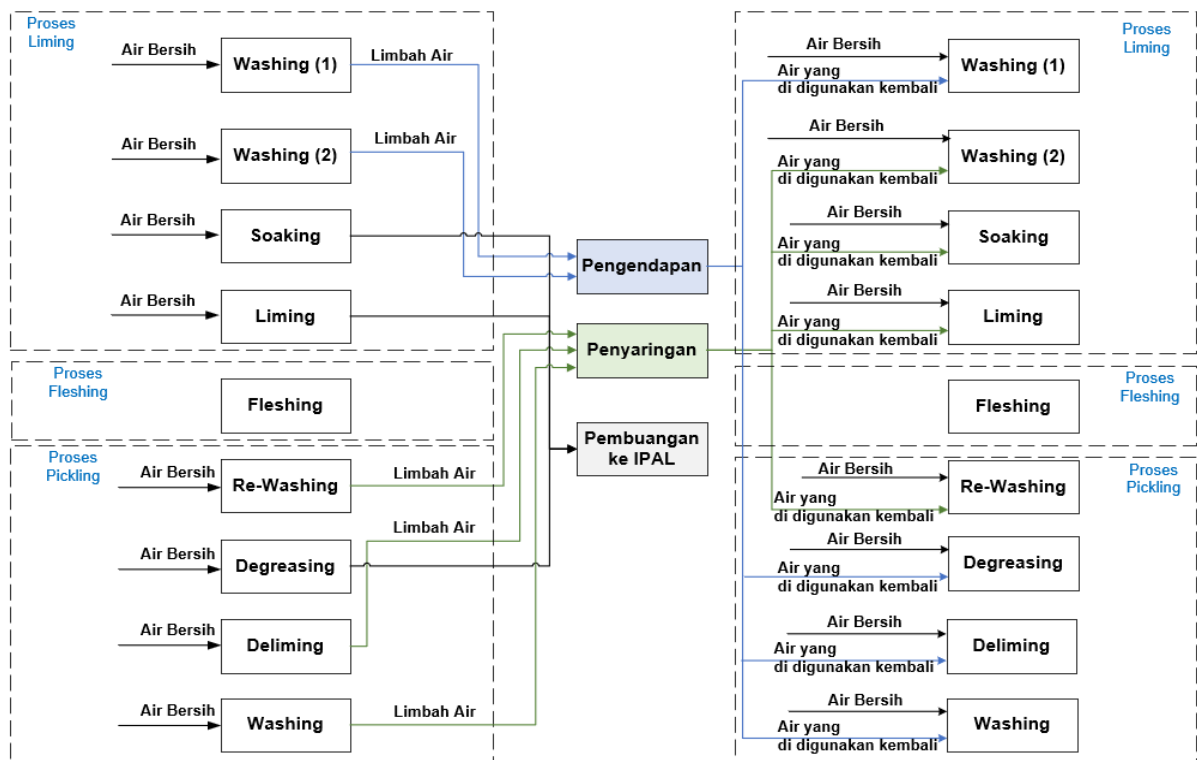 Proses
Liming
Air Bersih
Washing (1)
Limbah Air
Air Bersih
Washing (2)
Limbah Air
Air Bersih
Soaking
Air Bersih
Liming
Proses
Fleshing
Fleshing
Proses
Pickling
Air Bersih
Re-Washing
Limbah Air
Air Bersih
Degreasing
Limbah Air
Air Bersih
Deliming
Air Bersih
Washing
Limbah Air
Pengendapan
Penyaringan
Pembuangan
ke IPAL
Proses
Liming
Air Bersih
Air yang
di digunakan kembali
Washing (1)
Air Bersih
Air yang
di digunakan kembali
Washing (2)
Air Bersih
Air yang
di digunakan kembali
Soaking
Air Bersih
Air yang
di digunakan kembali
Liming
Proses
Fleshing
Fleshing
Proses
Pickling
Air Bersih
Air yang
di digunakan kembali
Re-Washing
Air Bersih
Air yang
di digunakan kembali
Degreasing
Air Bersih
Air yang
di digunakan kembali
Deliming
Air Bersih
Air yang
di digunakan kembali
Washing